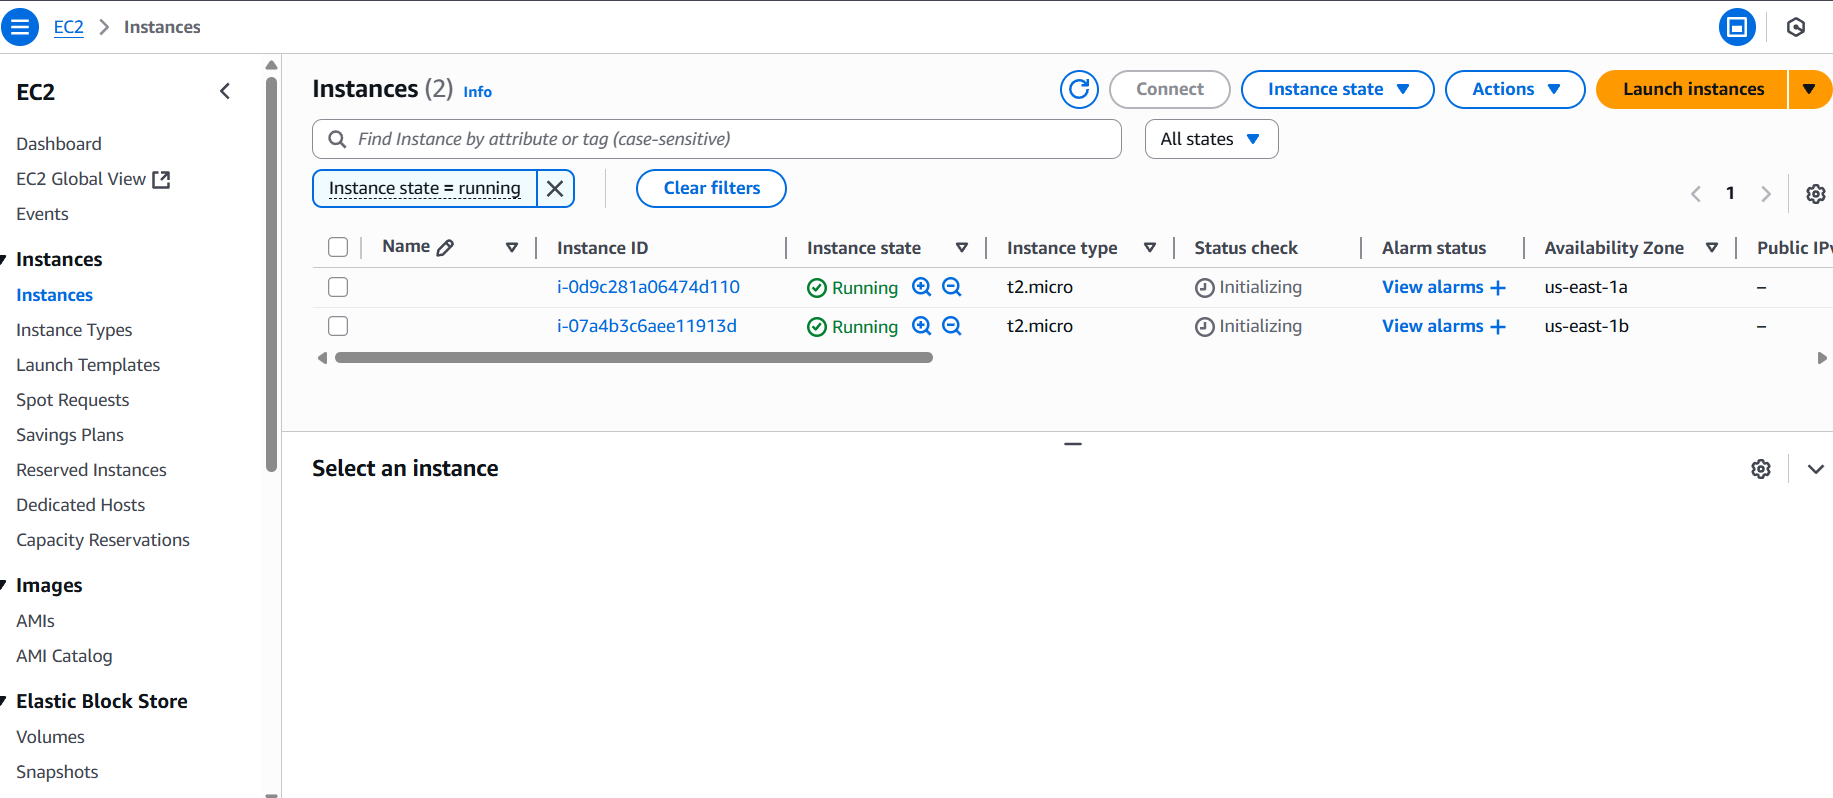 EC2 > Instances
EC2
Dashboard
EC2 Global View
Events
Instances
Instances
Instance Types
Launch Templates
Spot Requests
Savings Plans
Reserved Instances
Dedicated Hosts
Capacity Reservations
Images
AMIs
AMI Catalog
Elastic Block Store
Volumes
Snapshots
Instances (2) Info
Connect
Instance state
Actions
Launch instances
Find Instance by attribute or tag (case-sensitive)
All states
Instance state = running
Clear filters
1
Name Instance ID Instance state Instance type Status check Alarm status Availability Zone Public IPv
i-0d9c281a06474d110 Running t2.micro Initializing View alarms + us-east-1a –
i-07a4b3c6aee11913d Running t2.micro Initializing View alarms + us-east-1b –
Select an instance